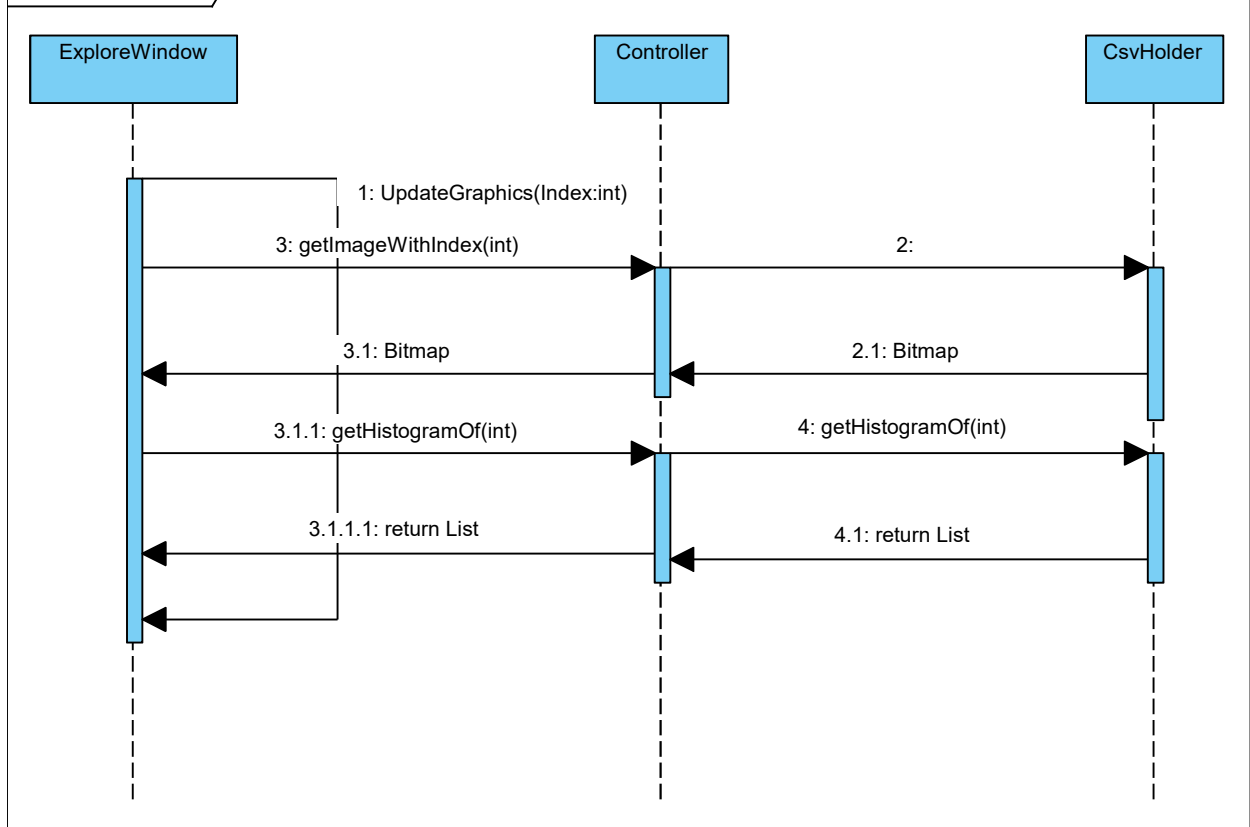 ExploreWindow
Controller
CsvHolder
1: UpdateGraphics(Index:int)
3: getImageWithIndex(int)
2:
3.1: Bitmap
2.1: Bitmap
3.1.1: getHistogramOf(int)
4: getHistogramOf(int)
3.1.1.1: return List
4.1: return List